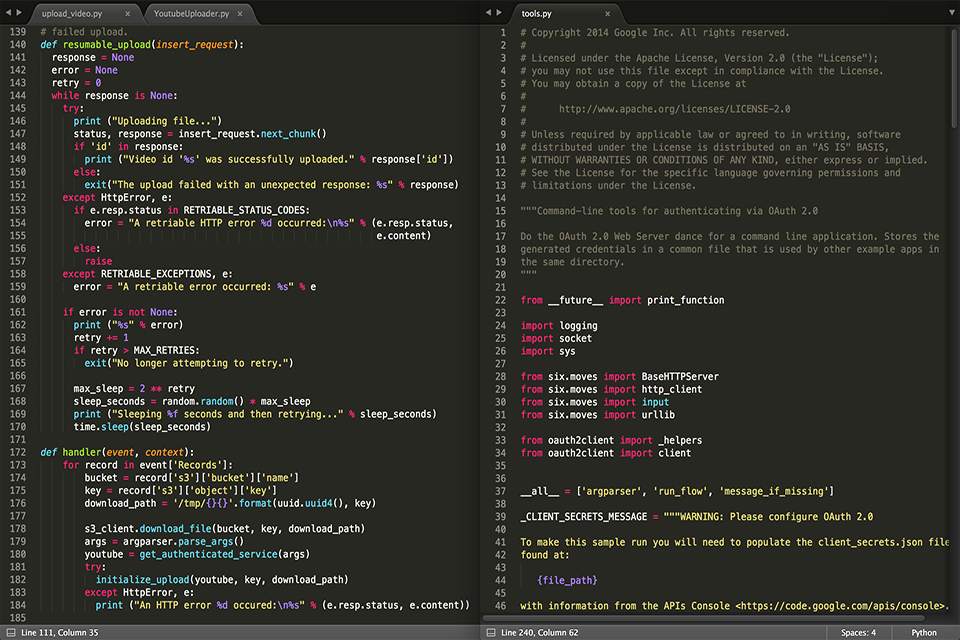 upload_video.py × YoutubeUploader.py ×
139 # failed upload.
140 def resumable_upload(insert_request):
141 response = None
142 error = None
143 retry = 0
144 while response is None:
145 try:
146 print ("Uploading file...")
147 status, response = insert_request.next_chunk()
148 if 'id' in response:
149 print ("Video id '%s' was successfully uploaded." % response['id'])
150 else:
151 exit("The upload failed with an unexpected response: %s" % response)
152 except HttpError, e:
153 if e.resp.status in RETRIABLE_STATUS_CODES:
154 error = "A retriable HTTP error %d occurred:\n%s" % (e.resp.status,
155 e.content)
156 else:
157 raise
158 except RETRIABLE_EXCEPTIONS, e:
159 error = "A retriable error occurred: %s" % e
160
161 if error is not None:
162 print ("%s" % error)
163 retry += 1
164 if retry > MAX_RETRIES:
165 exit("No longer attempting to retry.")
166
167 max_sleep = 2 ** retry
168 sleep_seconds = random.random() * max_sleep
169 print ("Sleeping %f seconds and then retrying..." % sleep_seconds)
170 time.sleep(sleep_seconds)
171
172 def handler(event, context):
173 for record in event['Records']:
174 bucket = record['s3']['bucket']['name']
175 key = record['s3']['object']['key']
176 download_path = '/tmp/{}{}'.format(uuid.uuid4(), key)
177
178 s3_client.download_file(bucket, key, download_path)
179 args = argparser.parse_args()
180 youtube = get_authenticated_service(args)
181 try:
182 initialize_upload(youtube, key, download_path)
183 except HttpError, e:
184 print ("An HTTP error %d occured:\n%s" % (e.resp.status, e.content))
185
Line 111, Column 35
tools.py ×
1 # Copyright 2014 Google Inc. All rights reserved.
2 #
3 # Licensed under the Apache License, Version 2.0 (the "License");
4 # you may not use this file except in compliance with the License.
5 # You may obtain a copy of the License at
6 #
7 # http://www.apache.org/licenses/LICENSE-2.0
8 #
9 # Unless required by applicable law or agreed to in writing, software
10 # distributed under the License is distributed on an "AS IS" BASIS,
11 # WITHOUT WARRANTIES OR CONDITIONS OF ANY KIND, either express or implied.
12 # See the License for the specific language governing permissions and
13 # limitations under the License.
14
15 """Command-line tools for authenticating via OAuth 2.0
16
17 Do the OAuth 2.0 Web Server dance for a command line application. Stores the
18 generated credentials in a common file that is used by other example apps in
19 the same directory.
20 """
21
22 from __future__ import print_function
23
24 import logging
25 import socket
26 import sys
27
28 from six.moves import BaseHTTPServer
29 from six.moves import http_client
30 from six.moves import input
31 from six.moves import urllib
32
33 from oauth2client import _helpers
34 from oauth2client import client
35
36
37 __all__ = ['argparser', 'run_flow', 'message_if_missing']
38
39 _CLIENT_SECRETS_MESSAGE = """WARNING: Please configure OAuth 2.0
40
41 To make this sample run you will need to populate the client_secrets.json file
42 found at:
43
44 {file_path}
45
46 with information from the APIs Console <https://code.google.com/apis/console>.
Line 240, Column 62
Spaces: 4
Python